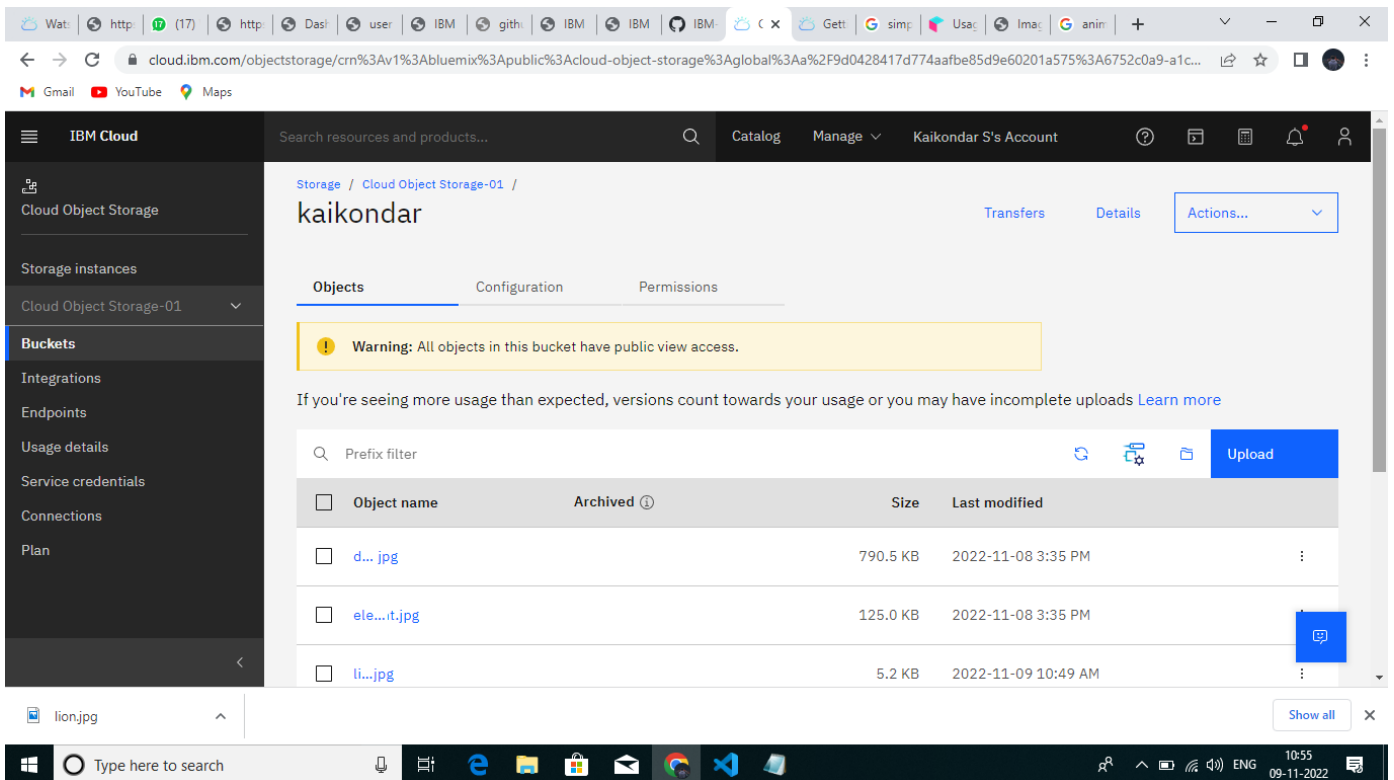 Wat:
http:
17 (17)
http
Dasl
user
IBM
gith
IBM
IBM
IBM-
C
Gett
simp
Usag
Imag
anim
cloud.ibm.com/objectstorage/crn%3Av1%3Abluemix%3Apublic%3Acloud-object-storage%3Aglobal%3Aa%2F9d0428417d774aafbe85d9e60201a575%3A6752c0a9-a1c...
Gmail YouTube Maps
IBM Cloud
Search resources and products...
Catalog Manage Kaikondar S's Account
Cloud Object Storage
Storage instances
Cloud Object Storage-01
Buckets
Integrations
Endpoints
Usage details
Service credentials
Connections
Plan
Storage / Cloud Object Storage-01 /
kaikondar
Transfers Details Actions...
Objects Configuration Permissions
Warning: All objects in this bucket have public view access.
If you're seeing more usage than expected, versions count towards your usage or you may have incomplete uploads Learn more
Prefix filter Upload
Object name Archived Size Last modified
d... jpg 790.5 KB 2022-11-08 3:35 PM
ele...it.jpg 125.0 KB 2022-11-08 3:35 PM
li...jpg 5.2 KB 2022-11-09 10:49 AM
lion.jpg Show all
Type here to search
ENG
10:55
09-11-2022